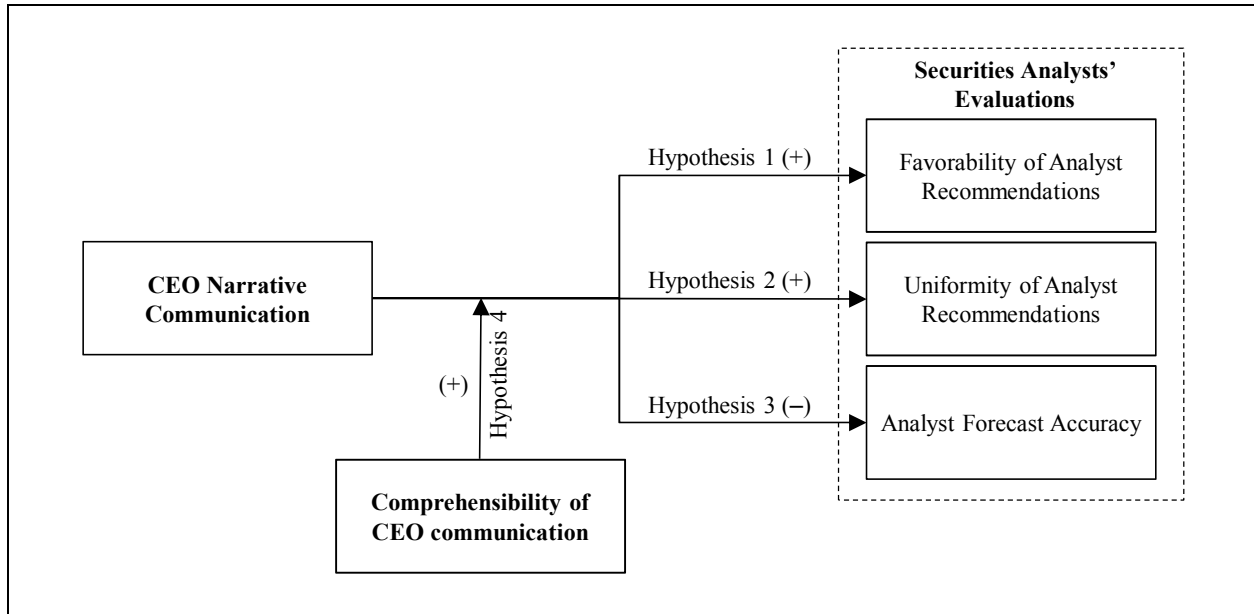 Securities Analysts’
Evaluations
Hypothesis 1 (+)
Favorability of Analyst
Recommendations
CEO Narrative
Communication
Hypothesis 2 (+)
Uniformity of Analyst
Recommendations
(+)
Hypothesis 4
Hypothesis 3 (−)
Analyst Forecast Accuracy
Comprehensibility of
CEO communication